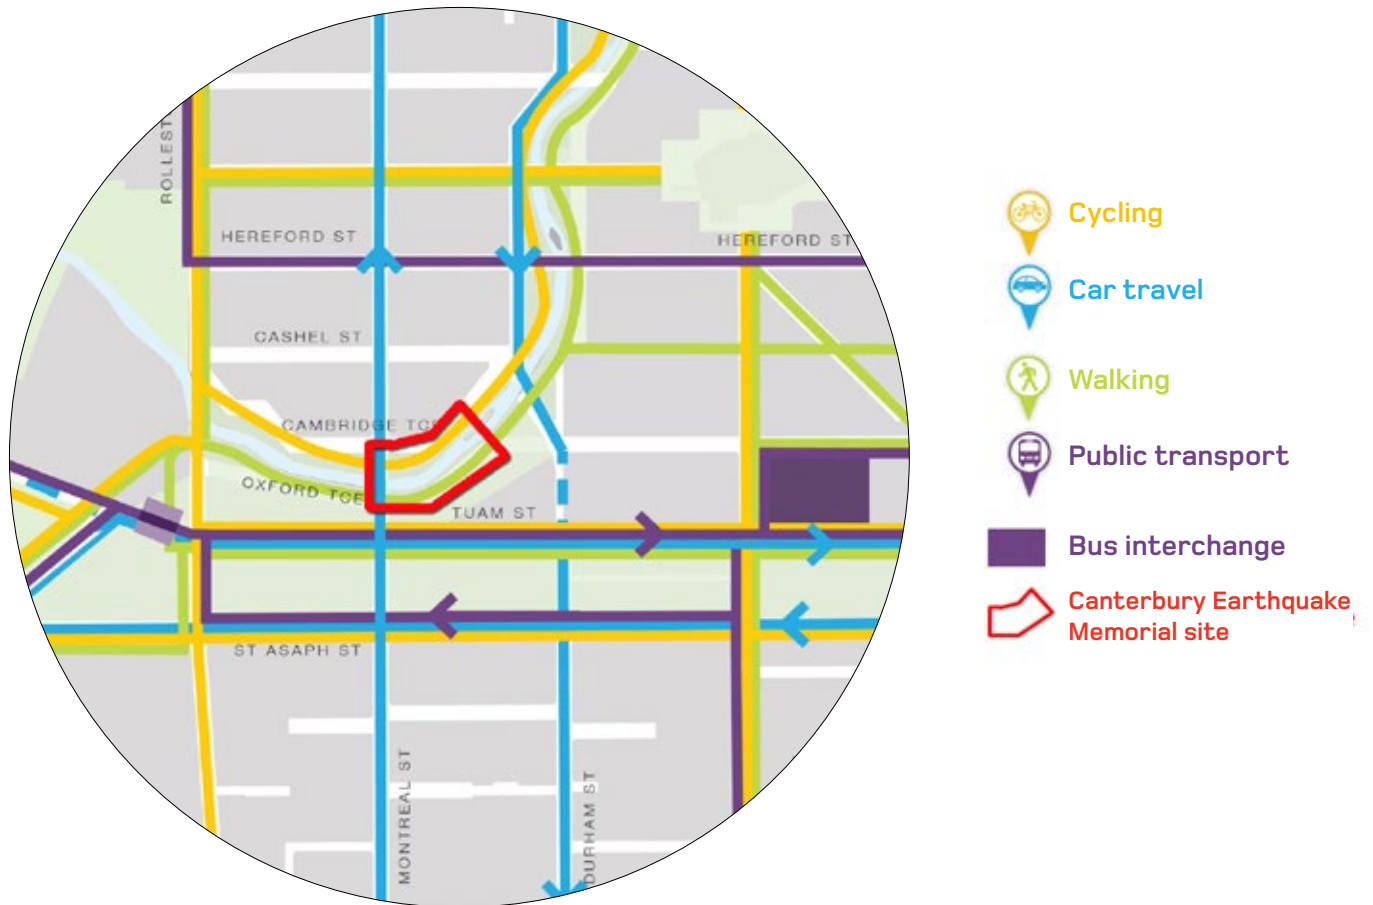 ROLLEST
HEREFORD ST
HEREFORD ST
CASHEL ST
CAMBRIDGE TCE
OXFORD TCE
TUAM ST
ST ASAPH ST
MONTREAL ST
DURHAM ST
Cycling
Car travel
Walking
Public transport
Bus interchange
Canterbury Earthquake
Memorial site